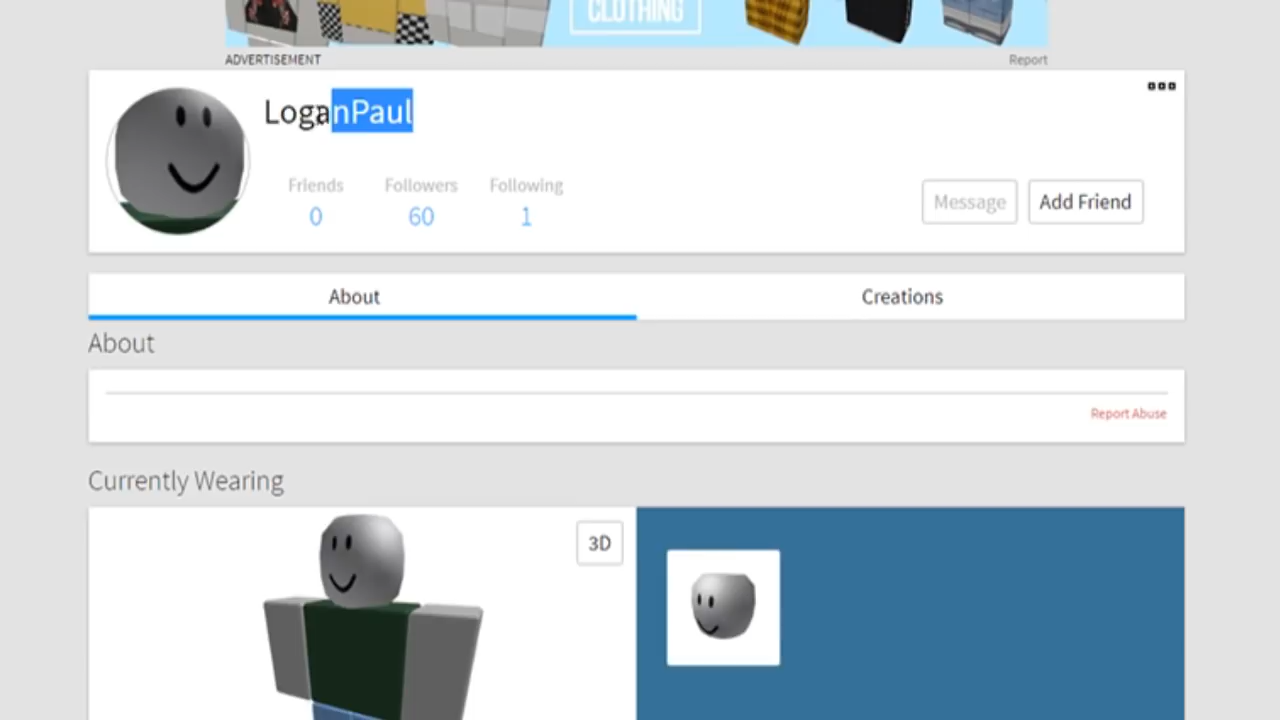 CLOTHING
ADVERTISEMENT
Report
LoganPaul
Friends
Followers
Following
0
60
1
Message
Add Friend
About
Creations
About
Report Abuse
Currently Wearing
3D